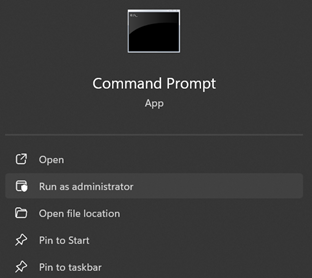 Command Prompt
App
Open
Run as administrator
Open file location
Pin to Start
Pin to taskbar